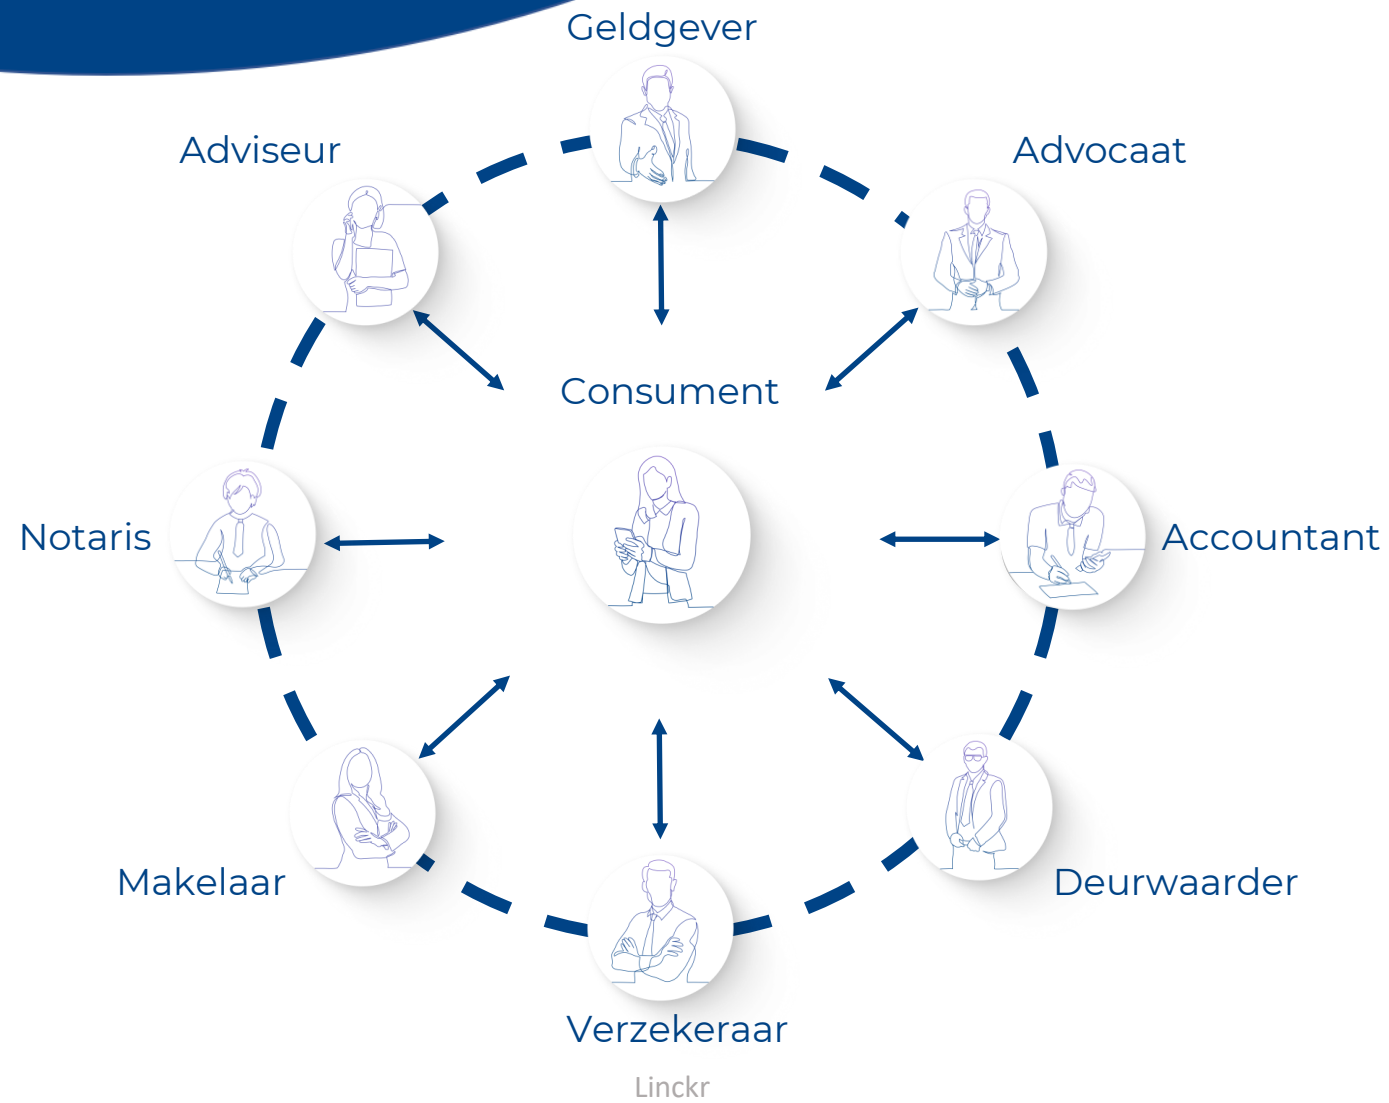 Geldgever
Adviseur
Advocaat
Consument
Notaris
Accountant
Makelaar
Deurwaarder
Verzekeraar
Linckr